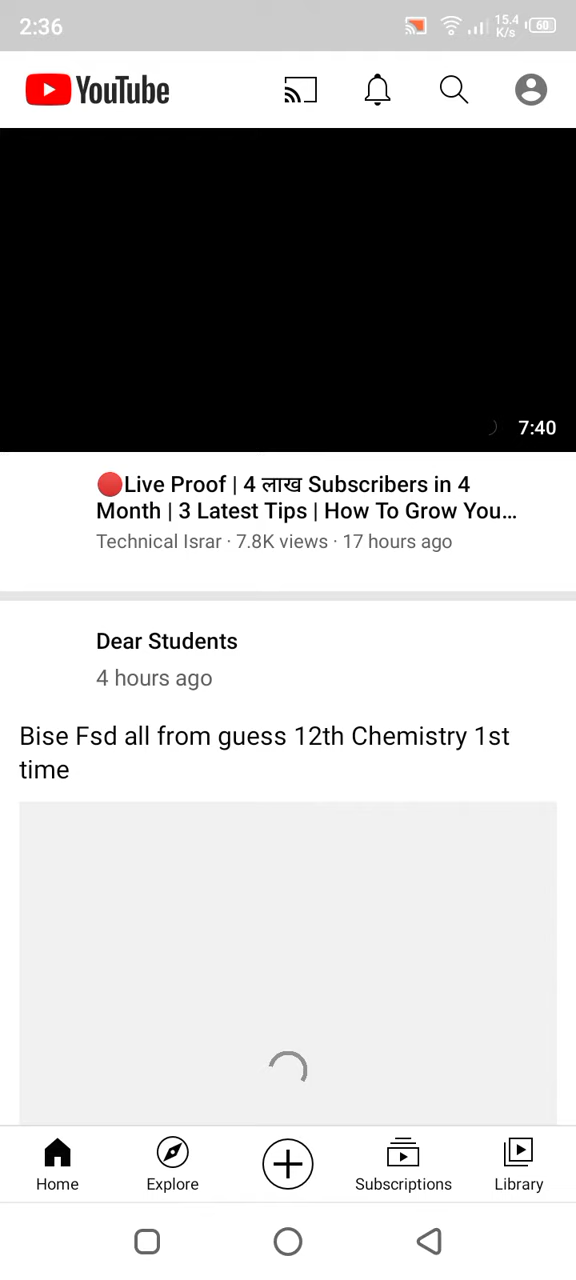 2:36
15.4
K/s
60
YouTube
7:40
🔴Live Proof | 4 लाख Subscribers in 4
Month | 3 Latest Tips | How To Grow You...
Technical Israr · 7.8K views · 17 hours ago
Dear Students
4 hours ago
Bise Fsd all from guess 12th Chemistry 1st
time
Home
Explore
Subscriptions
Library